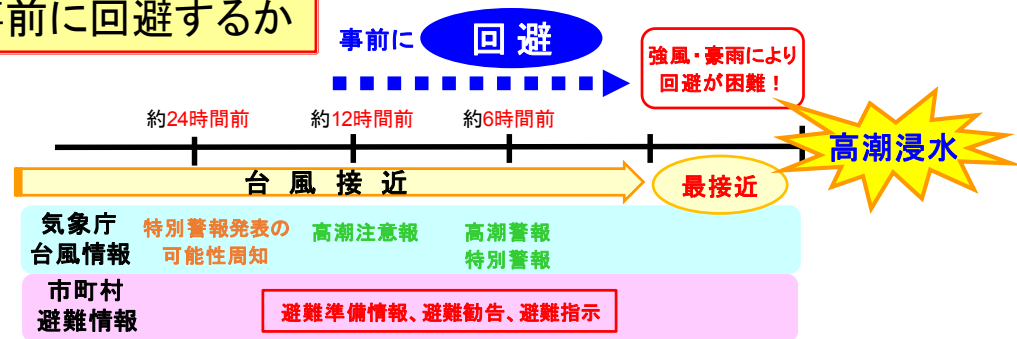 事前に回避するか
事前に 回避
強風・豪雨により
回避が困難！
約24時間前 約12時間前 約6時間前
高潮浸水
台風接近
最接近
気象庁
台風情報
特別警報発表の
可能性周知
高潮注意報
高潮警報
特別警報
市町村
避難情報
避難準備情報、避難勧告、避難指示